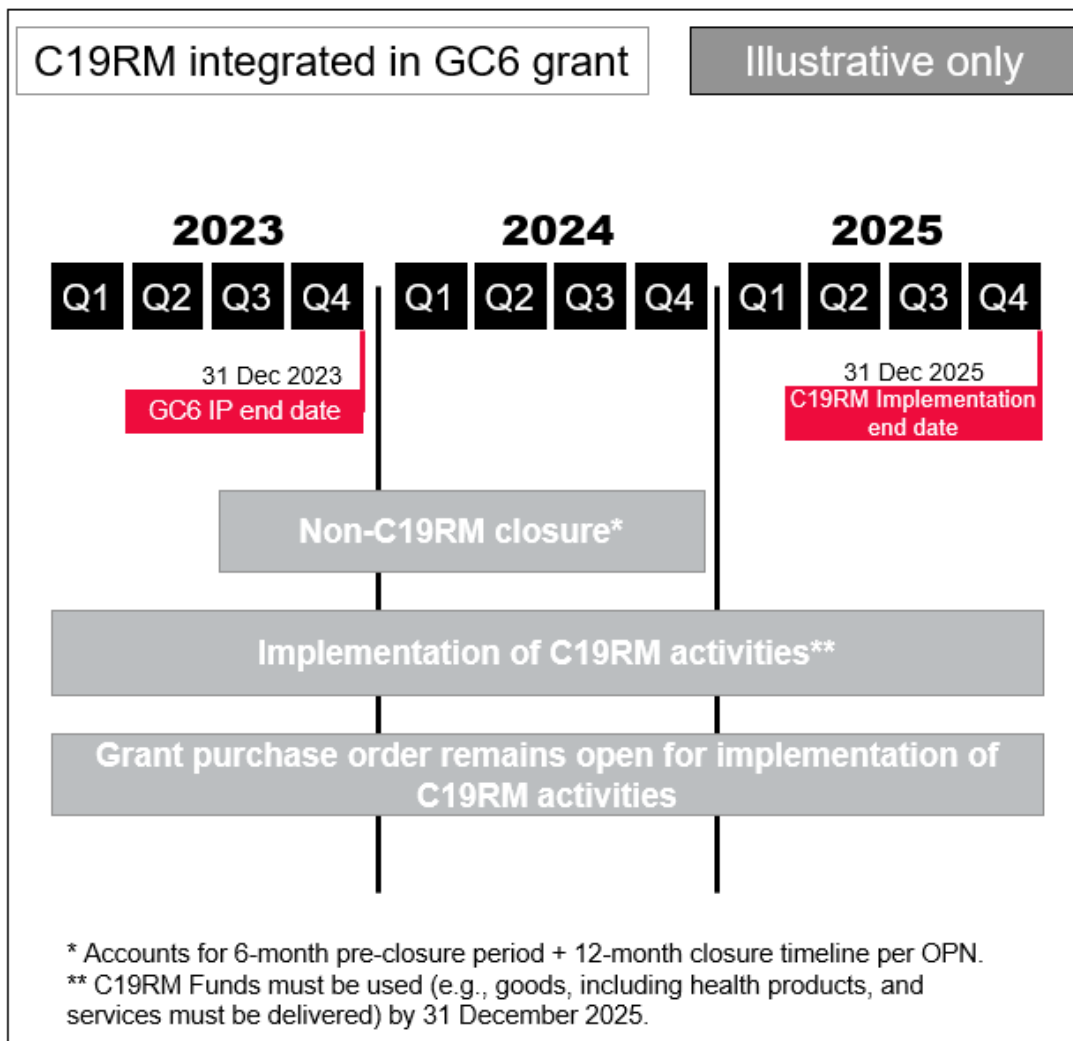 C19RM integrated in GC6 grant
Illustrative only
2023 2024 2025
Q1 Q2 Q3 Q4 Q1 Q2 Q3 Q4 Q1 Q2 Q3 Q4
31 Dec 2023
GC6 IP end date
31 Dec 2025
C19RM Implementation
end date
Non-C19RM closure*
Implementation of C19RM activities**
Grant purchase order remains open for implementation of
C19RM activities
* Accounts for 6-month pre-closure period + 12-month closure timeline per OPN.
** C19RM Funds must be used (e.g., goods, including health products, and
services must be delivered) by 31 December 2025.